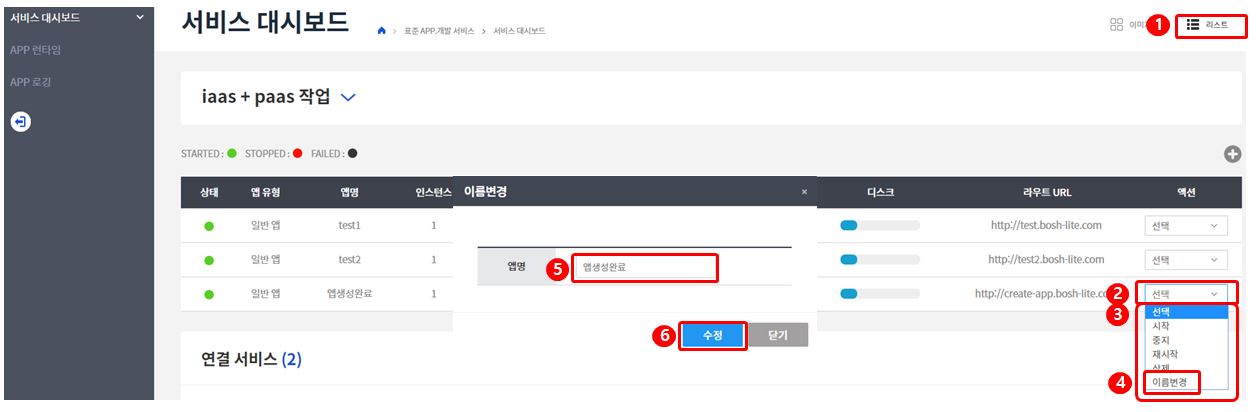 서비스 대시보드
APP 런타임
APP 로깅
서비스 대시보드
> 표준 APP.개발 서비스 > 서비스 대시보드
이미
1
리스트
iaas + paas 작업
STARTED : STOPPED : FAILED :
상태 앱 유형 앱명 인스턴스 디스크 라우트 URL 액션
일반 앱 test1 1 http://test.bosh-lite.com 선택
일반 앱 test2 1 http://test2.bosh-lite.com 선택
일반 앱 앱생성완료 1 http://create-app.bosh-lite.co 2 선택
이름변경 ×
앱명 5 앱생성완료
6 수정 닫기
3 선택
시작
중지
재시작
삭제
4 이름변경
연결 서비스 (2)